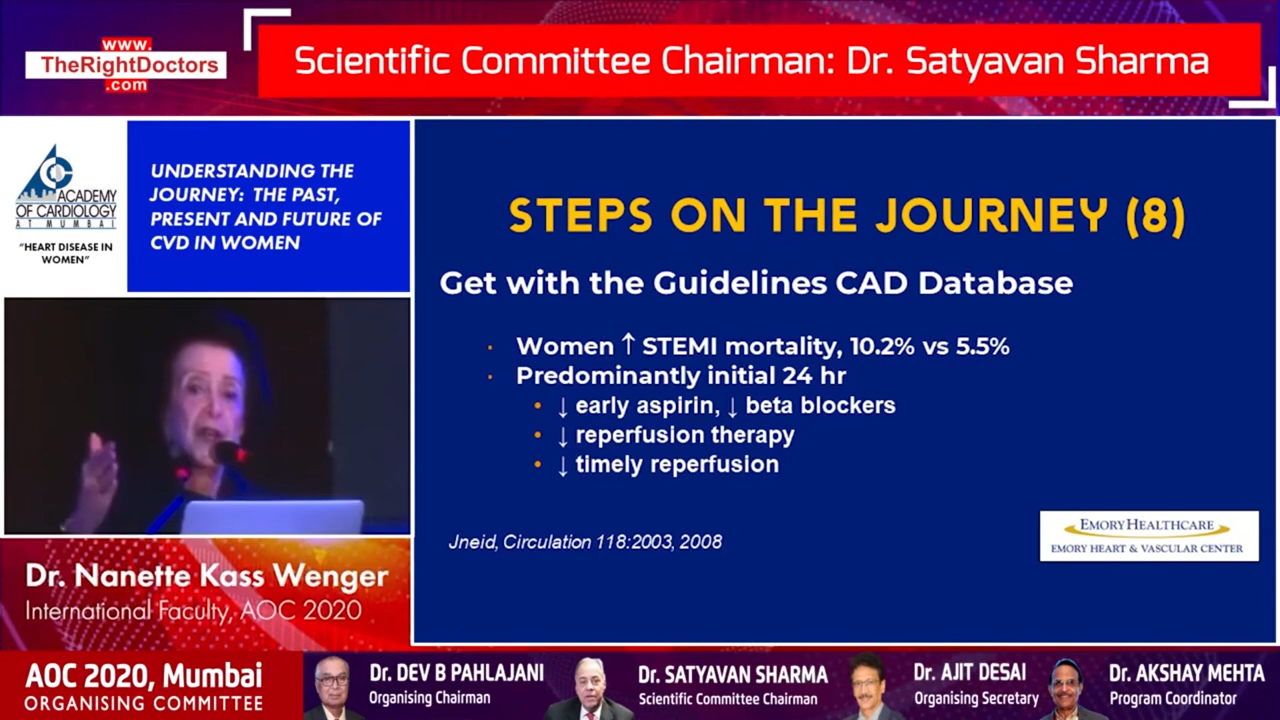 www.
TheRightDoctors
.com
Scientific Committee Chairman: Dr. Satyavan Sharma
ACADEMY
OF CARDIOLOGY
AT MUMBAI
“HEART DISEASE IN
WOMEN”
UNDERSTANDING THE
JOURNEY: THE PAST,
PRESENT AND FUTURE OF
CVD IN WOMEN
STEPS ON THE JOURNEY (8)
Get with the Guidelines CAD Database
· Women ↑ STEMI mortality, 10.2% vs 5.5%
· Predominantly initial 24 hr
• ↓ early aspirin, ↓ beta blockers
• ↓ reperfusion therapy
• ↓ timely reperfusion
Jneid, Circulation 118:2003, 2008
EMORY HEALTHCARE
EMORY HEART & VASCULAR CENTER
Dr. Nanette Kass Wenger
International Faculty, AOC 2020
AOC 2020, Mumbai
ORGANISING COMMITTEE
Dr. DEV B PAHLAJANI
Organising Chairman
Dr. SATYAVAN SHARMA
Scientific Committee Chairman
Dr. AJIT DESAI
Organising Secretary
Dr. AKSHAY MEHTA
Program Coordinator